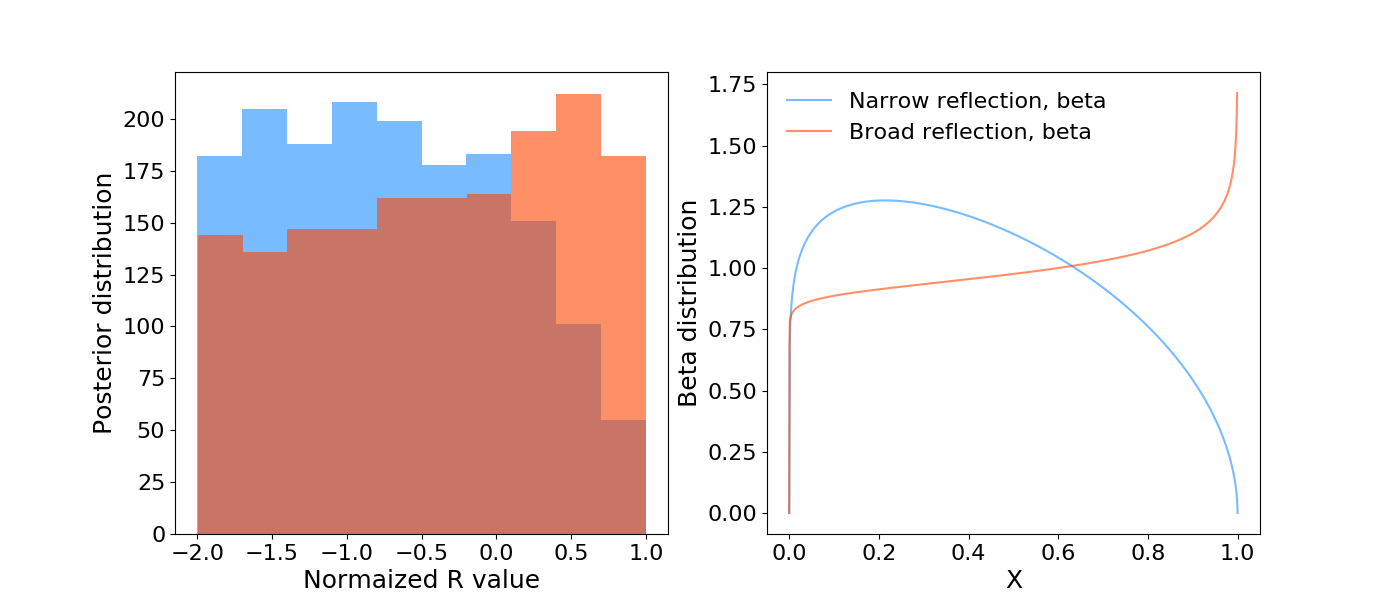 Posterior distribution
200
175
150
125
100
75
50
25
0
−2.0 −1.5 −1.0 −0.5 0.0 0.5 1.0
Normaized R value
Beta distribution
1.75
1.50
1.25
1.00
0.75
0.50
0.25
0.00
Narrow reflection, beta
Broad reflection, beta
0.0 0.2 0.4 0.6 0.8 1.0
X